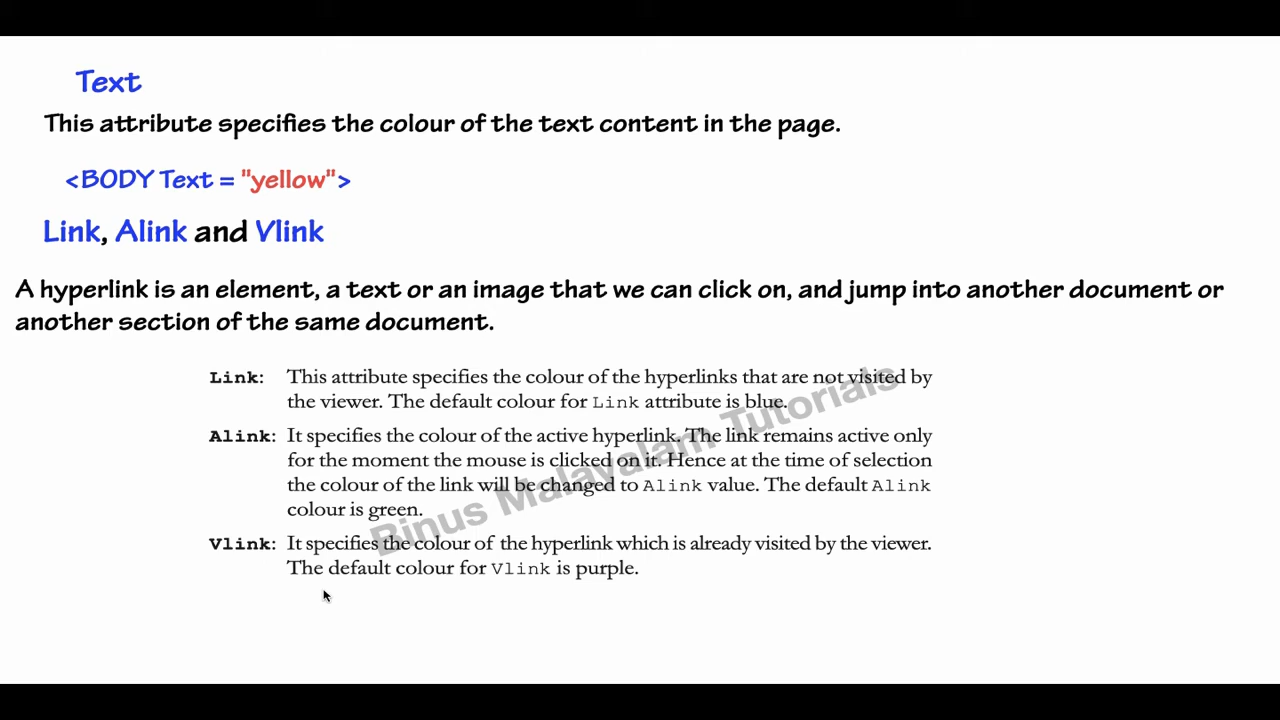 Text
This attribute specifies the colour of the text content in the page.
<BODY Text = "yellow">
Link, Alink and Vlink
A hyperlink is an element, a text or an image that we can click on, and jump into another document or
another section of the same document.
Link: This attribute specifies the colour of the hyperlinks that are not visited by
the viewer. The default colour for Link attribute is blue.
Alink: It specifies the colour of the active hyperlink. The link remains active only
for the moment the mouse is clicked on it. Hence at the time of selection
the colour of the link will be changed to Alink value. The default Alink
colour is green.
Vlink: It specifies the colour of the hyperlink which is already visited by the viewer.
The default colour for Vlink is purple.
Binus Malayalam Tutorials